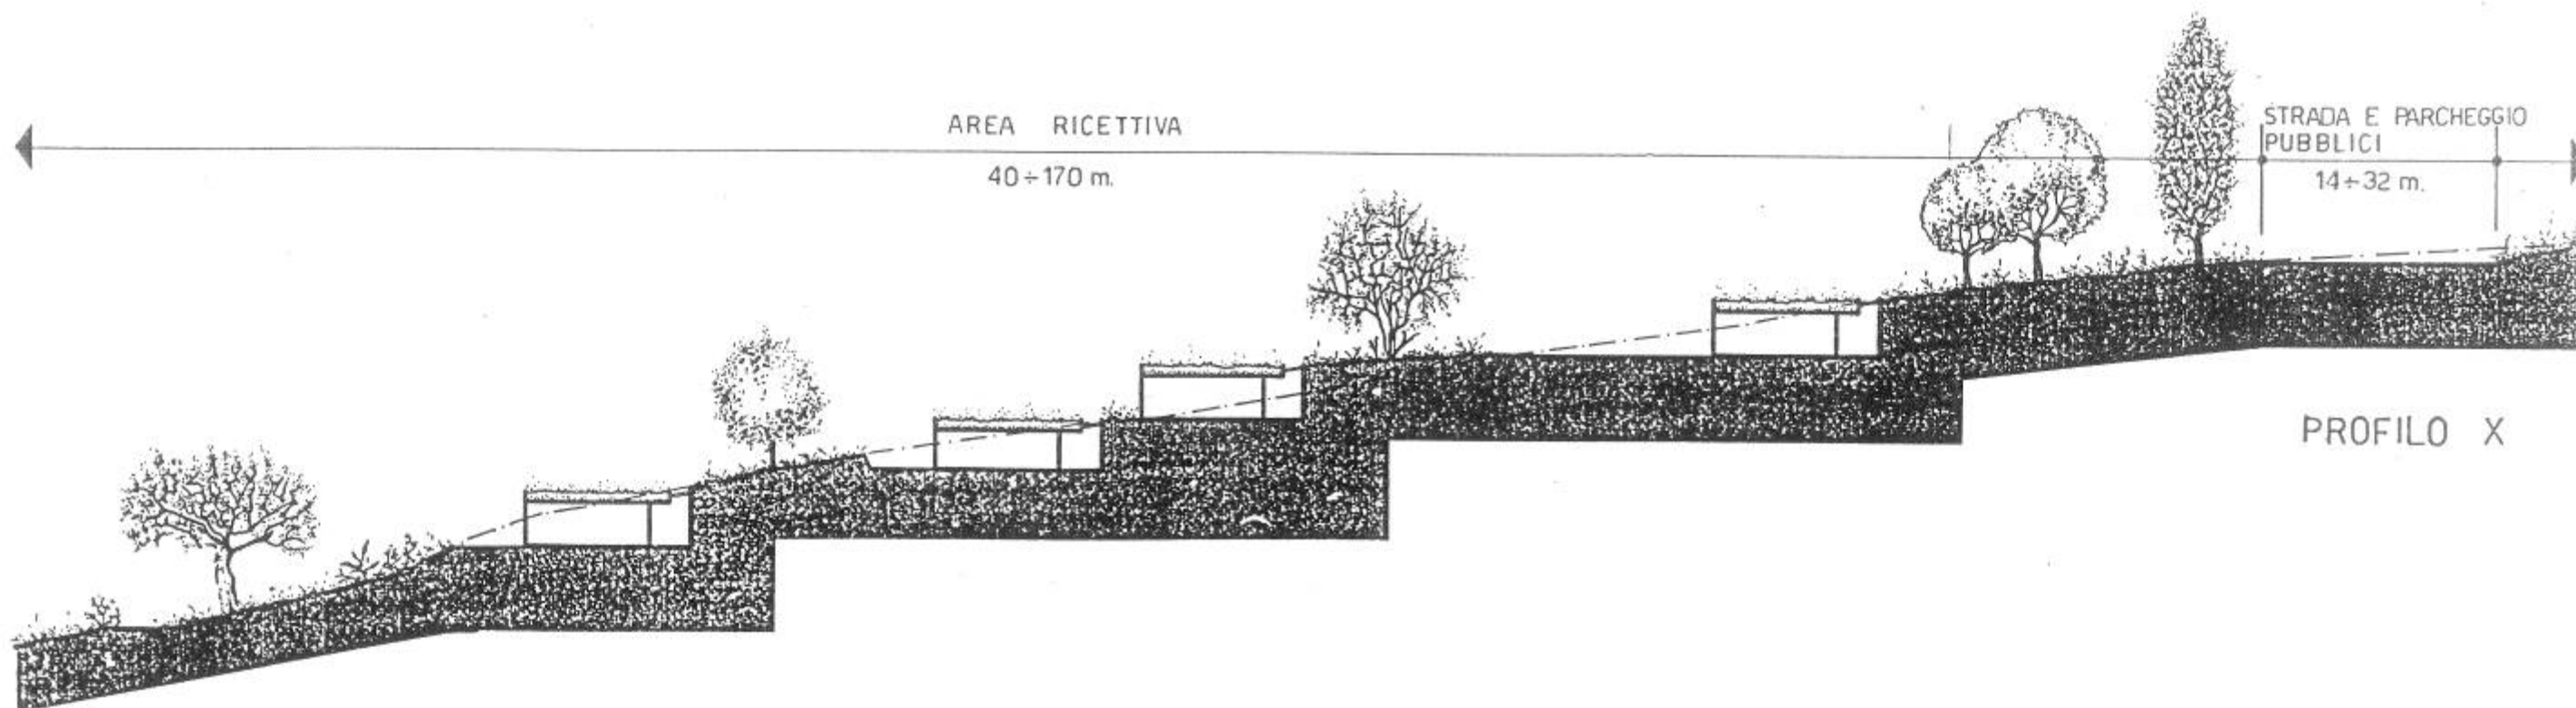 AREA RICETTIVA
40÷170 m.
STRADA E PARCHEGGIO
PUBBLICI
14÷32 m.
PROFILO X